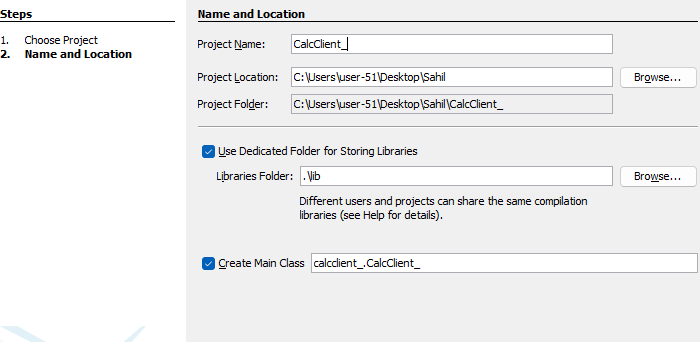 Steps
1. Choose Project
2. Name and Location
Name and Location
Project Name: CalcClient_
Project Location: C:\Users\user-51\Desktop\Sahil Browse...
Project Folder: C:\Users\user-51\Desktop\Sahil\CalcClient_
Use Dedicated Folder for Storing Libraries
Libraries Folder: .\lib Browse...
Different users and projects can share the same compilation
libraries (see Help for details).
Create Main Class calcclient_.CalcClient_